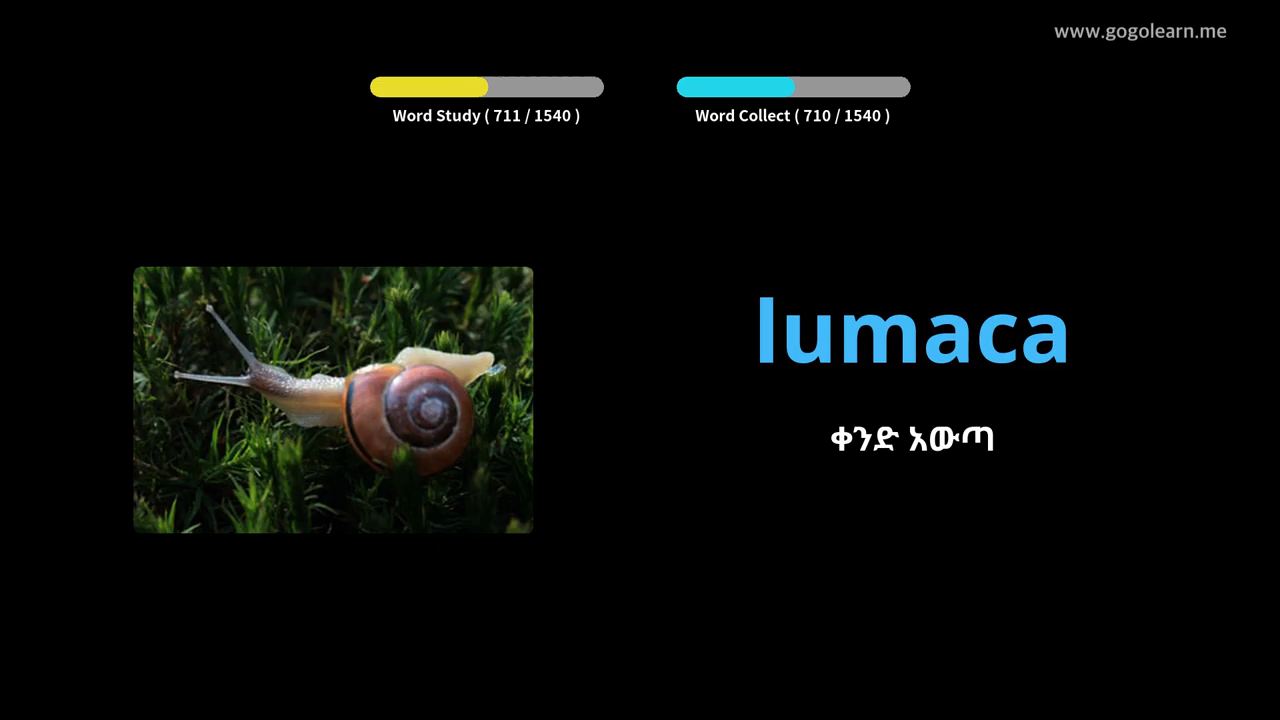 www.gogolearn.me
Word Study ( 711 / 1540 )
Word Collect ( 710 / 1540 )
lumaca
ቀንድ አውጣ